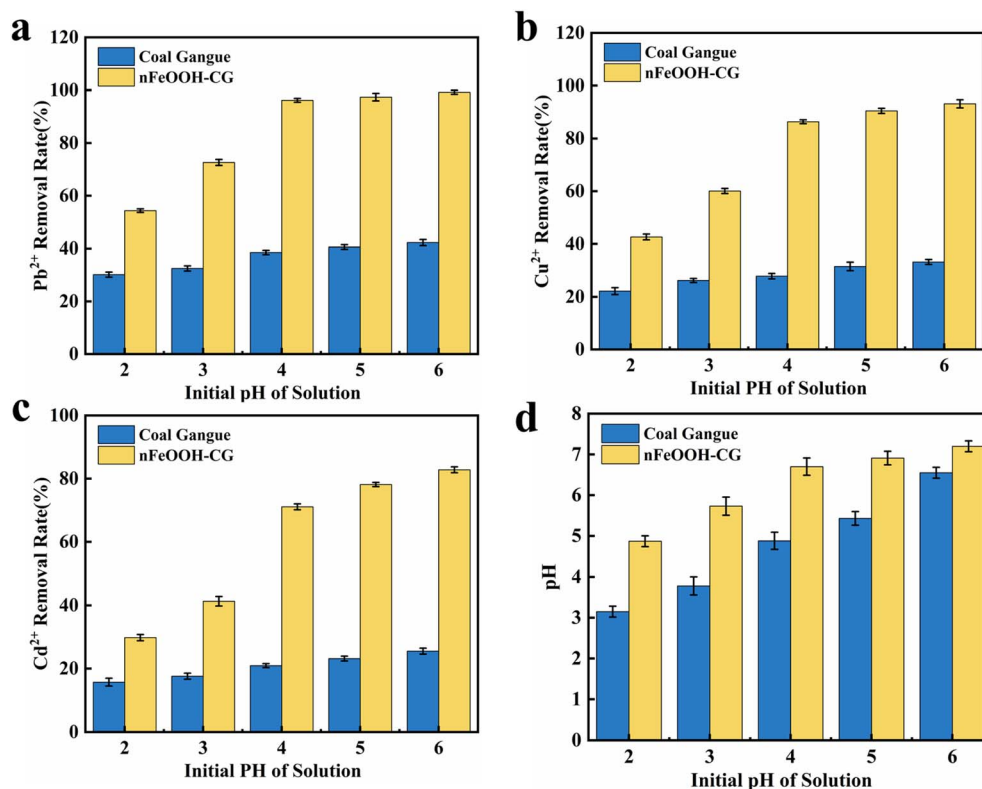 a
120
100
80
60
40
20
0
Pb²⁺ Removal Rate(%)
Coal Gangue
nFeOOH-CG
2 3 4 5 6
Initial pH of Solution
b
120
100
80
60
40
20
0
Cu²⁺ Removal Rate(%)
Coal Gangue
nFeOOH-CG
2 3 4 5 6
Initial PH of Solution
c
100
80
60
40
20
0
Cd²⁺ Removal Rate(%)
Coal Gangue
nFeOOH-CG
2 3 4 5 6
Initial PH of Solution
d
8
7
6
5
4
3
2
1
0
pH
Coal Gangue
nFeOOH-CG
2 3 4 5 6
Initial pH of Solution